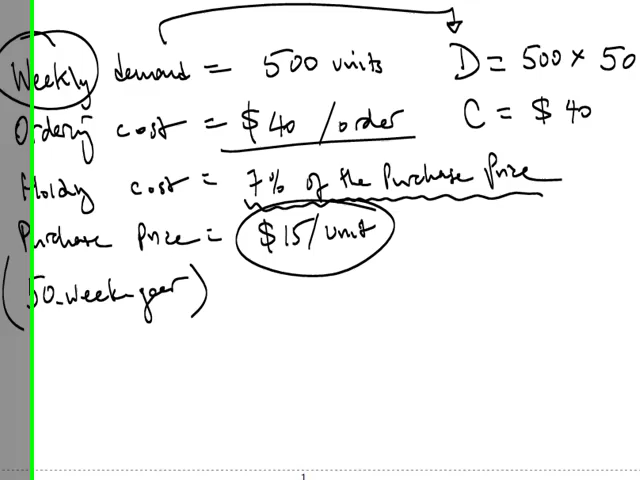 Weekly demand = 500 units D = 500 × 50
Ordering cost = $40 /order C = $40
Holdg cost = 7% of the Purchase Price
Purchase Price = $15/unit
(50-week-year)
1